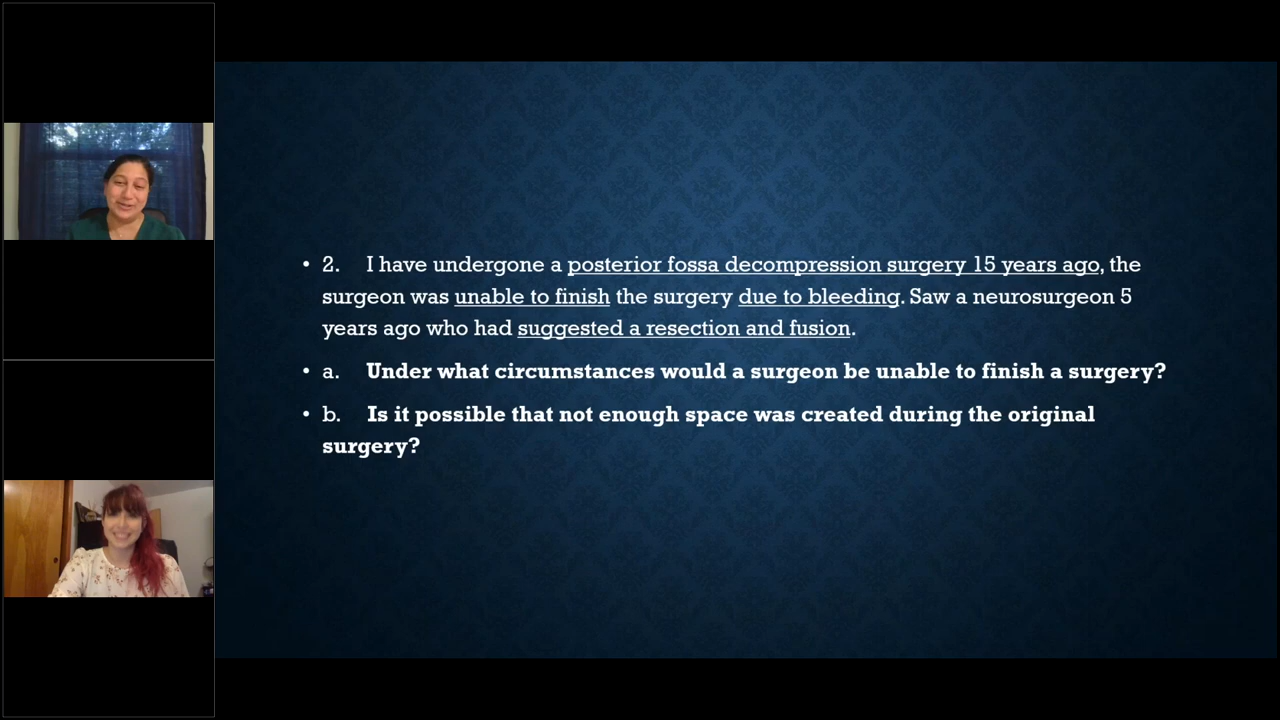 • 2. I have undergone a posterior fossa decompression surgery 15 years ago, the
surgeon was unable to finish the surgery due to bleeding. Saw a neurosurgeon 5
years ago who had suggested a resection and fusion.
• a. Under what circumstances would a surgeon be unable to finish a surgery?
• b. Is it possible that not enough space was created during the original
surgery?